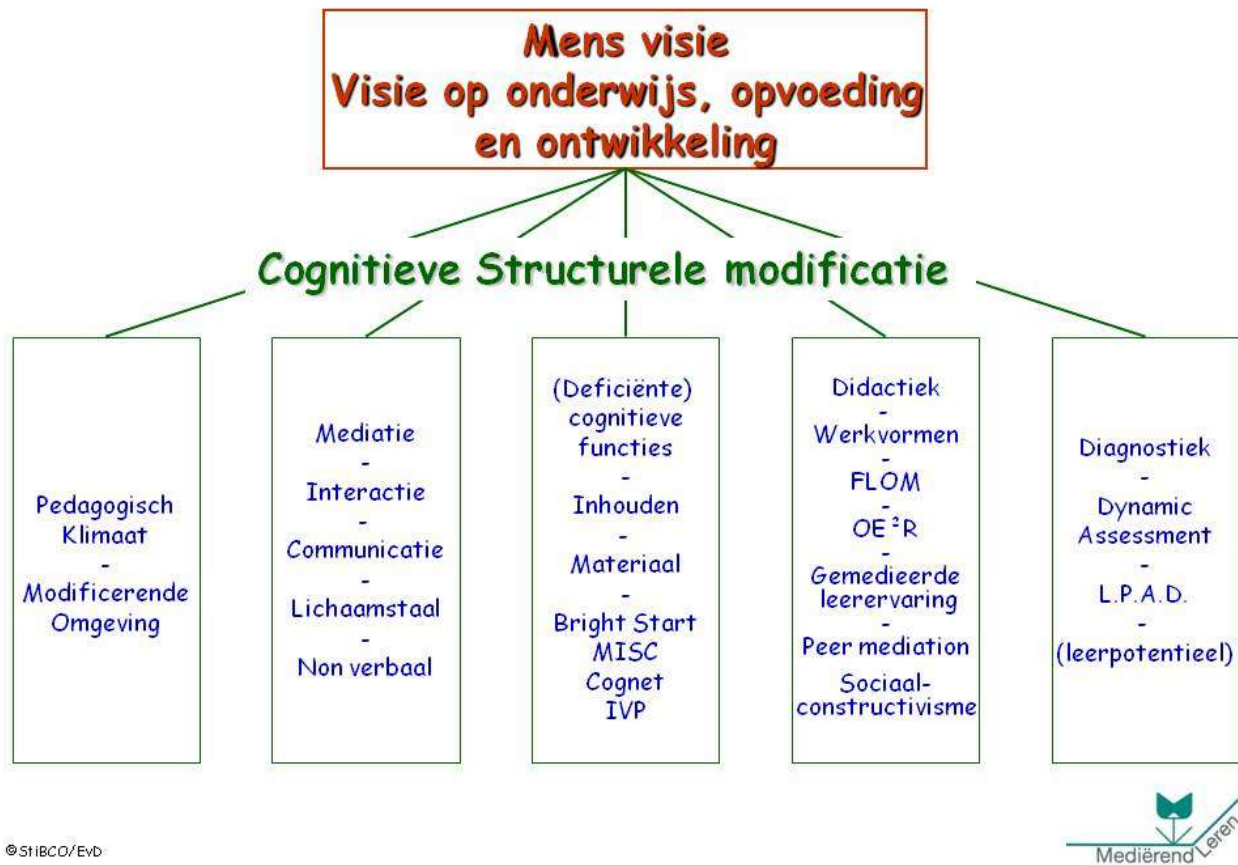 Mens visie
Visie op onderwijs, opvoeding
en ontwikkeling
Cognitieve Structurele modificatie
Pedagogisch
Klimaat
-
Modificerende
Omgeving
Mediatie
-
Interactie
-
Communicatie
-
Lichaamstaal
-
Non verbaal
(Deficiënte)
cognitieve
functies
-
Inhouden
-
Materiaal
-
Bright Start
MISC
Cognet
IVP
Didactiek
-
Werkvormen
-
FLOM
-
OE²R
-
Gemedieerde
leerervaring
-
Peer mediation
Sociaal-
constructivisme
Diagnostiek
-
Dynamic
Assessment
-
L.P.A.D.
-
(leerpotentieel)
©StiBCO/EvD
Mediërend Leren